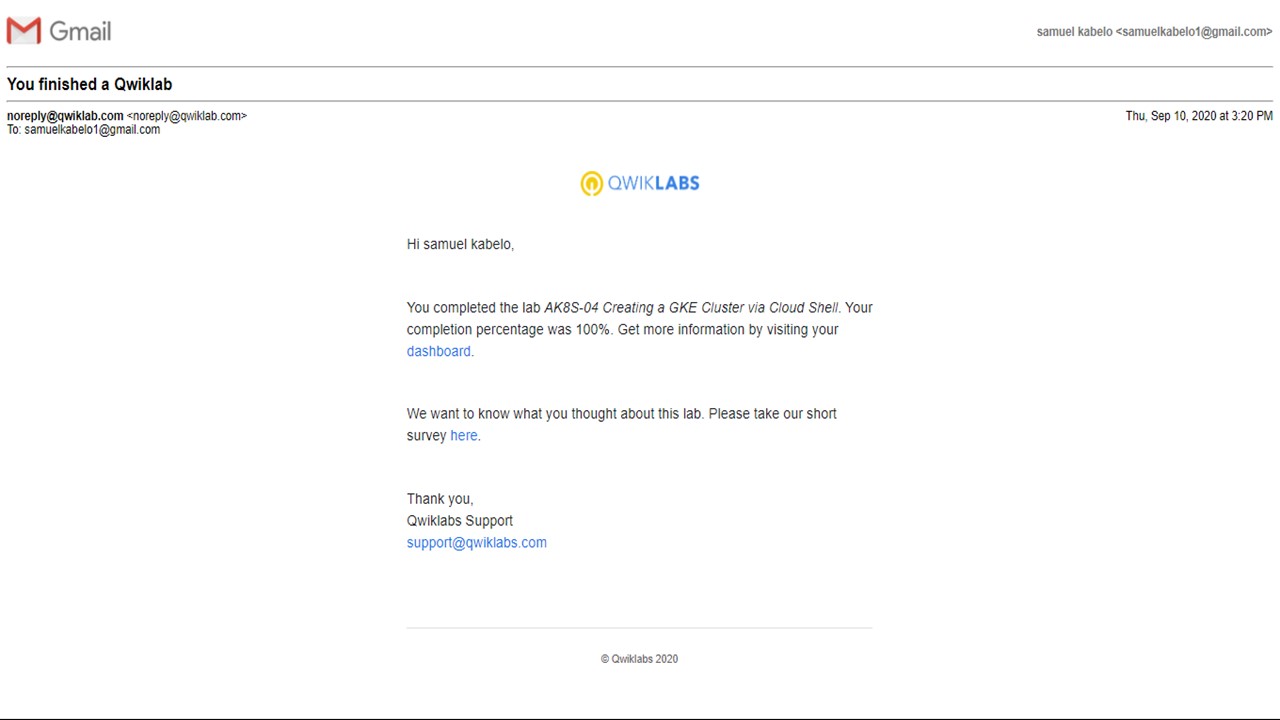 Gmail
samuel kabelo <samuelkabelo1@gmail.com>
You finished a Qwiklab
noreply@qwiklab.com <noreply@qwiklab.com>
Thu, Sep 10, 2020 at 3:20 PM
To: samuelkabelo1@gmail.com
QWIKLABS
Hi samuel kabelo,
You completed the lab AK8S-04 Creating a GKE Cluster via Cloud Shell. Your
completion percentage was 100%. Get more information by visiting your
dashboard.
We want to know what you thought about this lab. Please take our short
survey here.
Thank you,
Qwiklabs Support
support@qwiklabs.com
© Qwiklabs 2020